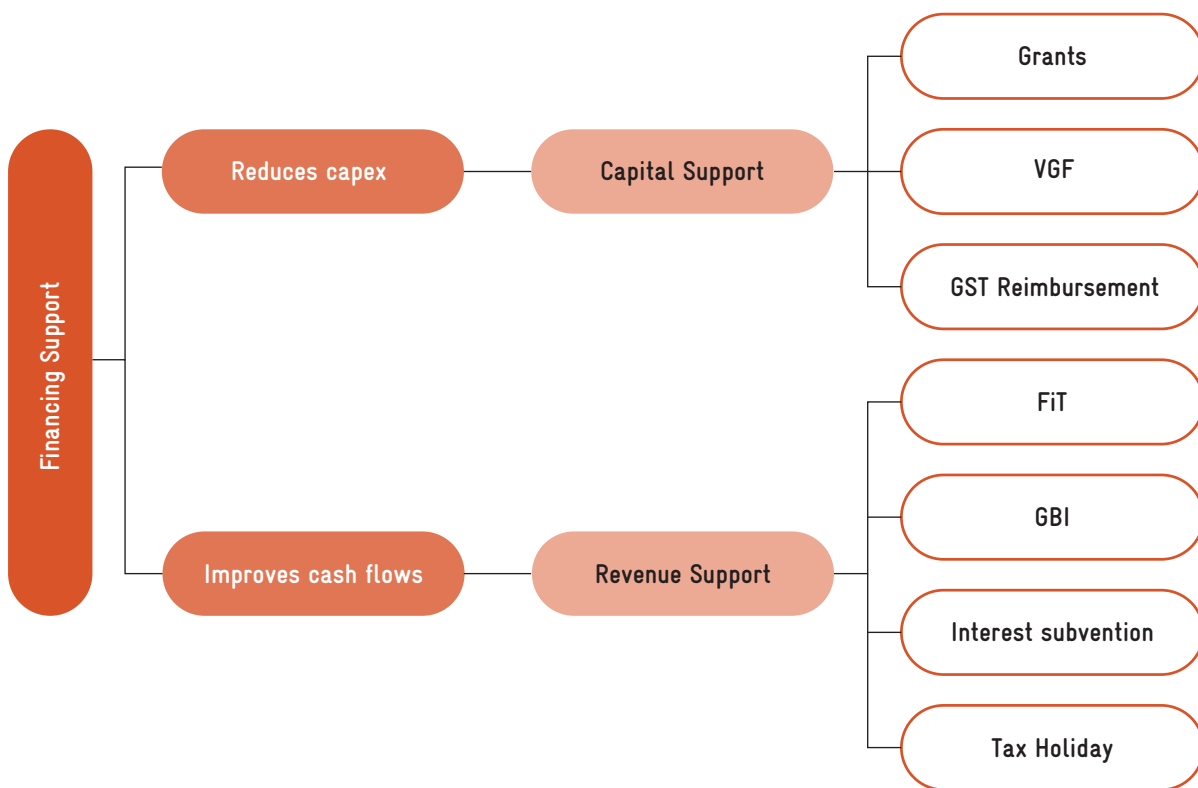 Financing Support
Reduces capex
Capital Support
Grants
VGF
GST Reimbursement
Improves cash flows
Revenue Support
FiT
GBI
Interest subvention
Tax Holiday